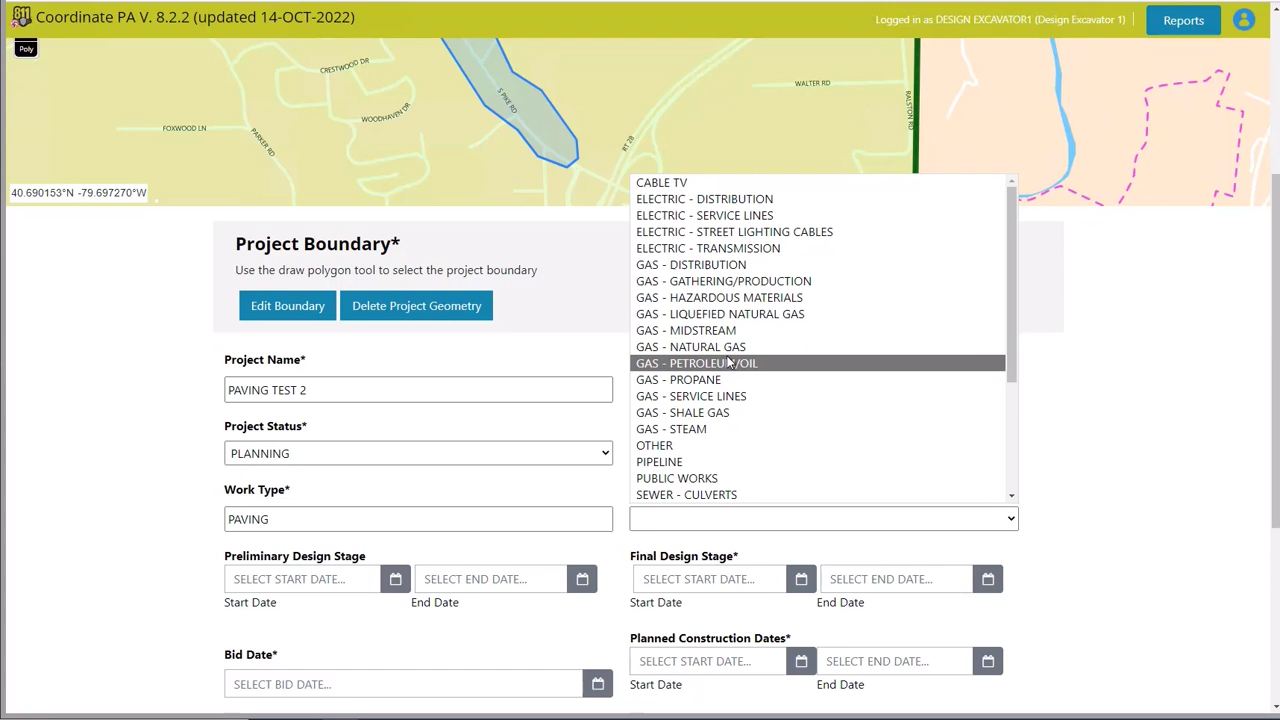 811
Coordinate PA V. 8.2.2 (updated 14-OCT-2022)
Logged in as DESIGN EXCAVATOR1 (Design Excavator 1)
Reports
Poly
CRESTWOOD DR
WOODHAVEN DR
FOXWOOD LN
PARKER RD
S PIKE RD
RT 28
WALTER RD
RALSTON RD
40.690153°N -79.697270°W
Project Boundary*
Use the draw polygon tool to select the project boundary
Edit Boundary
Delete Project Geometry
CABLE TV
ELECTRIC - DISTRIBUTION
ELECTRIC - SERVICE LINES
ELECTRIC - STREET LIGHTING CABLES
ELECTRIC - TRANSMISSION
GAS - DISTRIBUTION
GAS - GATHERING/PRODUCTION
GAS - HAZARDOUS MATERIALS
GAS - LIQUEFIED NATURAL GAS
GAS - MIDSTREAM
GAS - NATURAL GAS
GAS - PETROLEUM/OIL
GAS - PROPANE
GAS - SERVICE LINES
GAS - SHALE GAS
GAS - STEAM
OTHER
PIPELINE
PUBLIC WORKS
SEWER - CULVERTS
Project Name*
PAVING TEST 2
Project Status*
PLANNING
Work Type*
PAVING
Preliminary Design Stage
SELECT START DATE...
SELECT END DATE...
Start Date
End Date
Final Design Stage*
SELECT START DATE...
SELECT END DATE...
Start Date
End Date
Bid Date*
SELECT BID DATE...
Planned Construction Dates*
SELECT START DATE...
SELECT END DATE...
Start Date
End Date